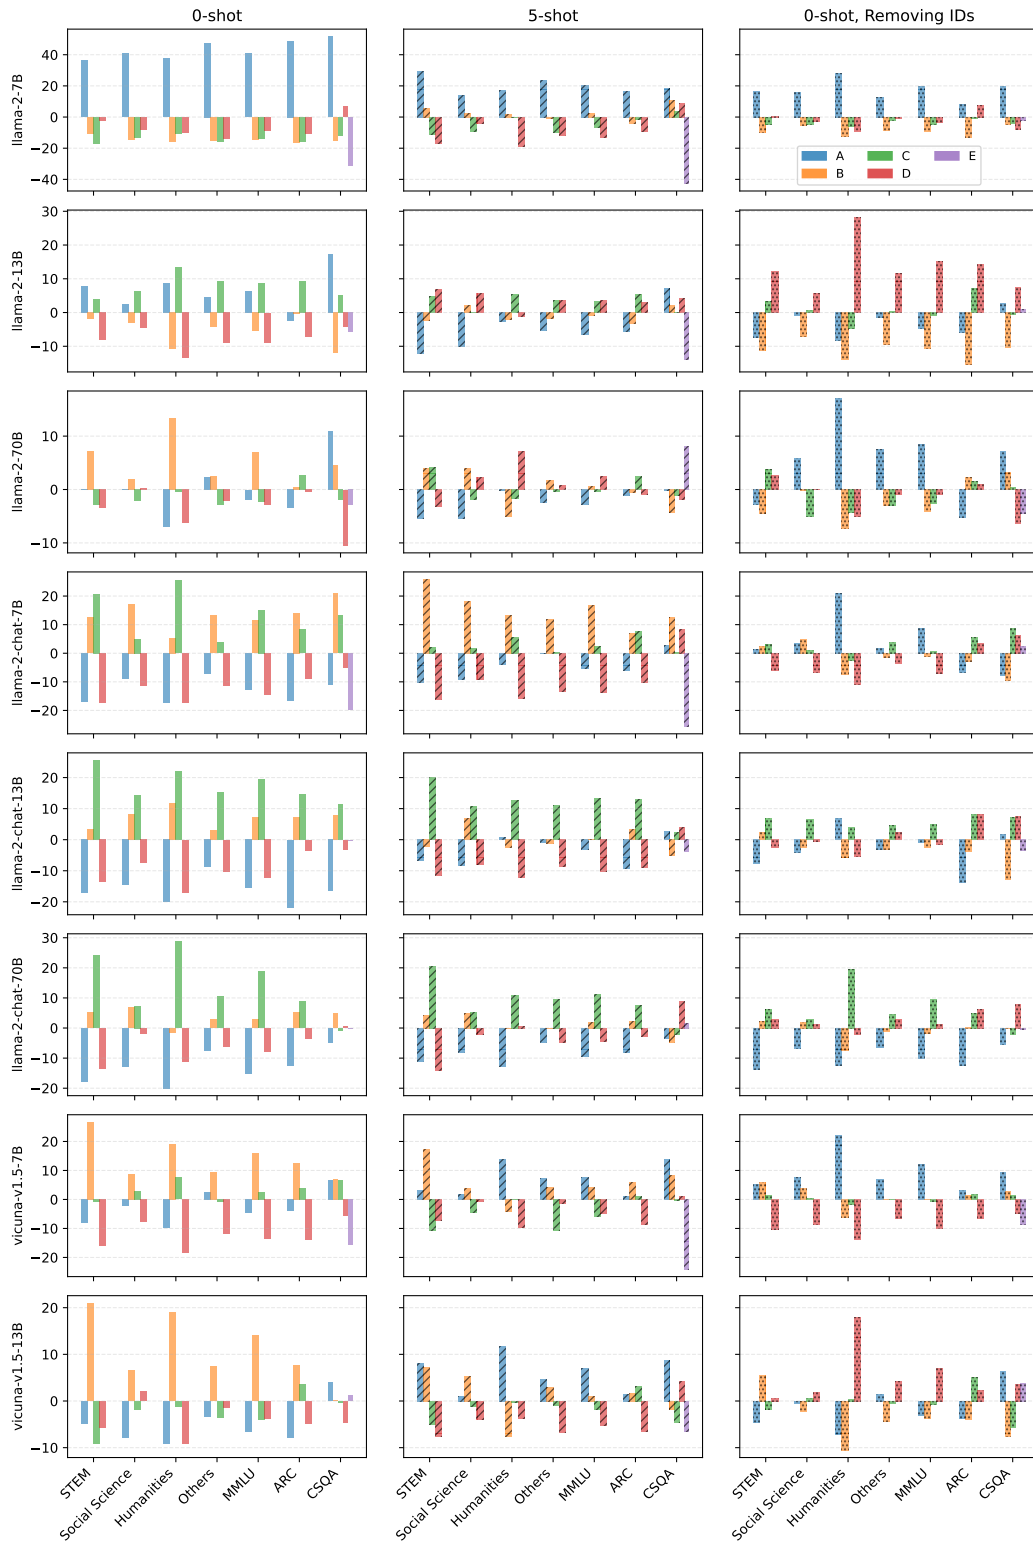 0-shot 5-shot 0-shot, Removing IDs
llama-2-7B
40
20
0
−20
−40
A C E
B D
llama-2-13B
30
20
10
0
−10
llama-2-70B
10
0
−10
llama-2-chat-7B
20
10
0
−10
−20
llama-2-chat-13B
20
10
0
−10
−20
llama-2-chat-70B
30
20
10
0
−10
−20
vicuna-v1.5-7B
20
10
0
−10
−20
vicuna-v1.5-13B
20
10
0
−10
STEM Social Science Humanities Others MMLU ARC CSQA
STEM Social Science Humanities Others MMLU ARC CSQA
STEM Social Science Humanities Others MMLU ARC CSQA